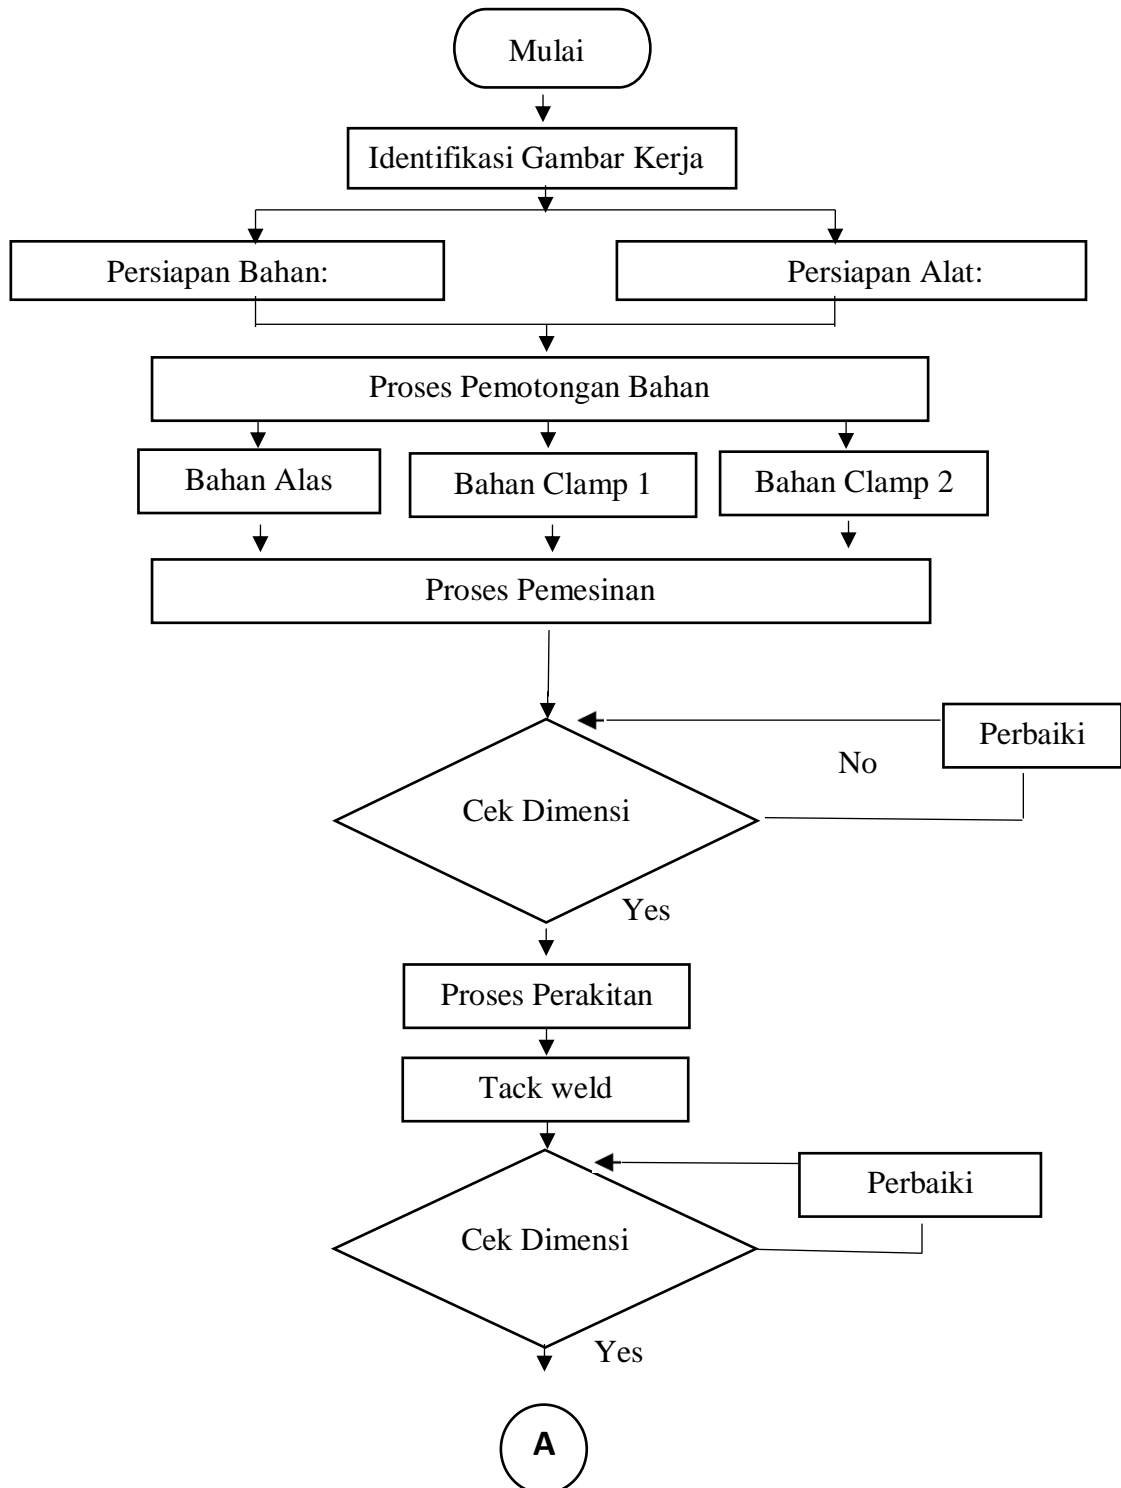 Mulai
Identifikasi Gambar Kerja
Persiapan Bahan:
Persiapan Alat:
Proses Pemotongan Bahan
Bahan Alas
Bahan Clamp 1
Bahan Clamp 2
Proses Pemesinan
Perbaiki
No
Cek Dimensi
Yes
Proses Perakitan
Tack weld
Perbaiki
Cek Dimensi
Yes
A